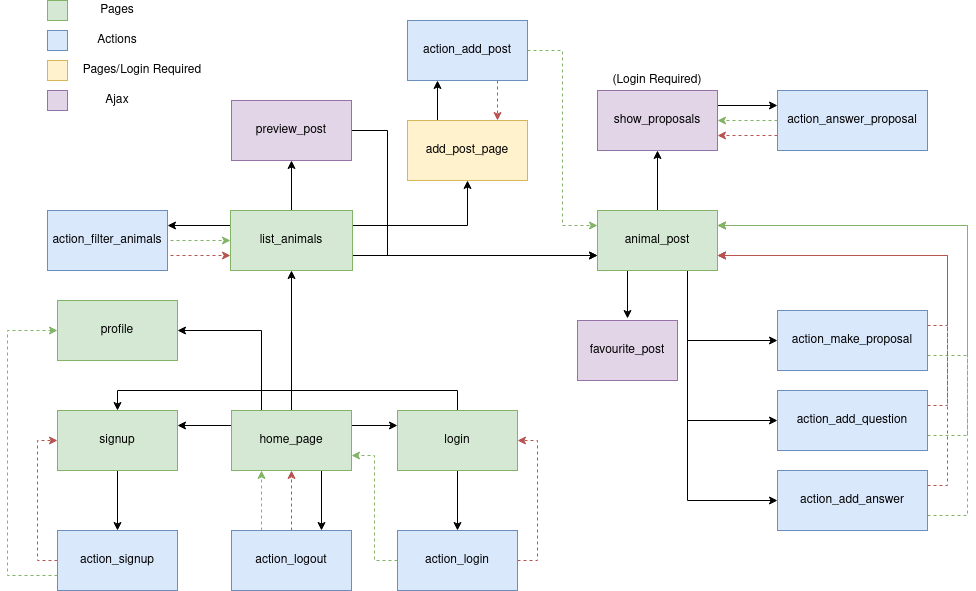 Pages
Actions
Pages/Login Required
Ajax
action_add_post
(Login Required)
preview_post
add_post_page
show_proposals
action_answer_proposal
action_filter_animals
list_animals
animal_post
profile
favourite_post
action_make_proposal
signup
home_page
login
action_add_question
action_add_answer
action_signup
action_logout
action_login